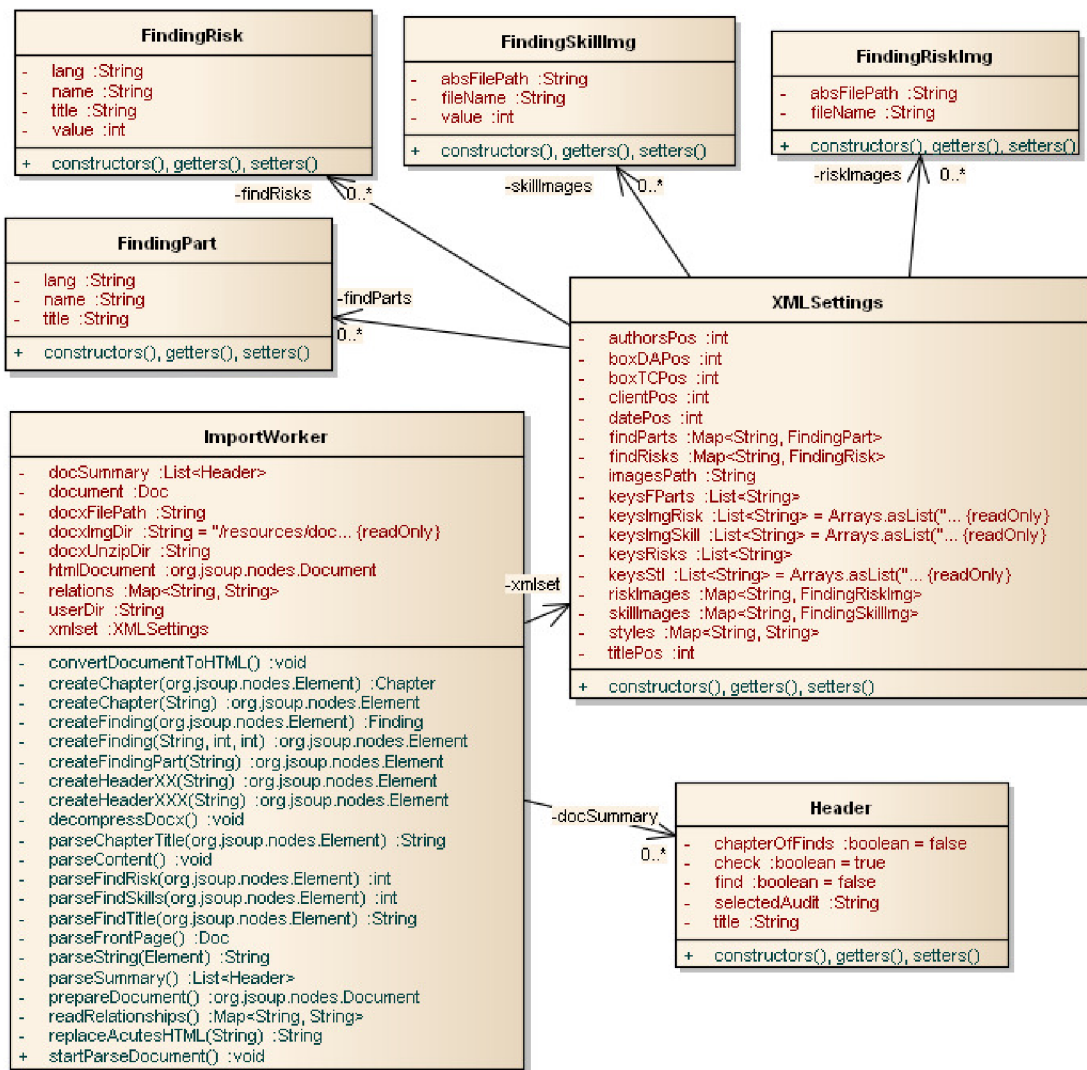 FindingRisk
- lang :String
- name :String
- title :String
- value :int
+ constructors(), getters(), setters()
FindingSkillImg
- absFilePath :String
- fileName :String
- value :int
+ constructors(), getters(), setters()
FindingRiskImg
- absFilePath :String
- fileName :String
+ constructors(), getters(), setters()
-findRisks
0..*
-skillImages
0..*
-riskImages
0..*
FindingPart
- lang :String
- name :String
- title :String
+ constructors(), getters(), setters()
-findParts
0..*
XMLSettings
- authorsPos :int
- boxDAPos :int
- boxTCPos :int
- clientPos :int
- datePos :int
- findParts :Map<String, FindingPart>
- findRisks :Map<String, FindingRisk>
- imagesPath :String
- keysFParts :List<String>
- keysImgRisk :List<String> = Arrays.asList("... {readOnly}
- keysImgSkill :List<String> = Arrays.asList("... {readOnly}
- keysRisks :List<String>
- keysStl :List<String> = Arrays.asList("... {readOnly}
- riskImages :Map<String, FindingRiskImg>
- skillImages :Map<String, FindingSkillImg>
- styles :Map<String, String>
- titlePos :int
+ constructors(), getters(), setters()
ImportWorker
- docSummary :List<Header>
- document :Doc
- docxFilePath :String
- docxImgDir :String = "/resources/doc... {readOnly}
- docxUnzipDir :String
- htmlDocument :org.jsoup.nodes.Document
- relations :Map<String, String>
- userDir :String
- xmlset :XMLSettings
- convertDocumentToHTML() :void
- createChapter(org.jsoup.nodes.Element) :Chapter
- createChapter(String) :org.jsoup.nodes.Element
- createFinding(org.jsoup.nodes.Element) :Finding
- createFinding(String, int, int) :org.jsoup.nodes.Element
- createFindingPart(String) :org.jsoup.nodes.Element
- createHeaderXX(String) :org.jsoup.nodes.Element
- createHeaderXXX(String) :org.jsoup.nodes.Element
- decompressDocx() :void
- parseChapterTitle(org.jsoup.nodes.Element) :String
- parseContent() :void
- parseFindRisk(org.jsoup.nodes.Element) :int
- parseFindSkills(org.jsoup.nodes.Element) :int
- parseFindTitle(org.jsoup.nodes.Element) :String
- parseFrontPage() :Doc
- parseString(Element) :String
- parseSummary() :List<Header>
- prepareDocument() :org.jsoup.nodes.Document
- readRelationships() :Map<String, String>
- replaceAcutesHTML(String) :String
+ startParseDocument() :void
-xmlset
-docSummary
0..*
Header
- chapterOfFinds :boolean = false
- check :boolean = true
- find :boolean = false
- selectedAudit :String
- title :String
+ constructors(), getters(), setters()